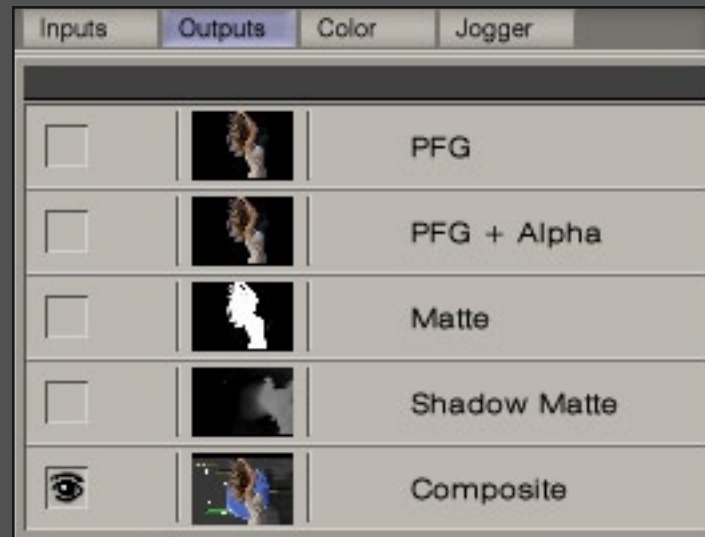 Inputs Outputs Color Jogger
PFG
PFG + Alpha
Matte
Shadow Matte
Composite